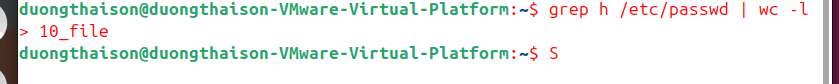 duongthaison@duongthaison-VMware-Virtual-Platform:~$ grep h /etc/passwd | wc -l
> 10_file
duongthaison@duongthaison-VMware-Virtual-Platform:~$ S